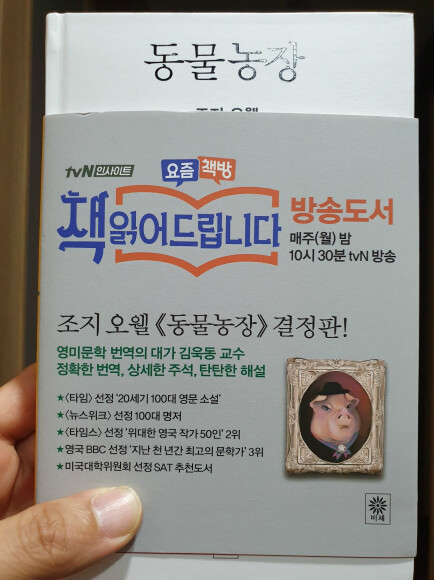 동물농장
조지 오웰
tvN 인사이트
요즘 책방
책 읽어드립니다
방송도서
매주(월) 밤
10시 30분 tvN 방송
조지 오웰 《동물농장》 결정판!
영미문학 번역의 대가 김욱동 교수
정확한 번역, 상세한 주석, 탄탄한 해설
★〈타임〉 선정 '20세기 100대 영문 소설'
★〈뉴스위크〉 선정 100대 명저
★〈타임스〉 선정 '위대한 영국 작가 50인' 2위
★영국 BBC 선정 '지난 천 년간 최고의 문학가' 3위
★미국대학위원회 선정 SAT 추천도서
비채